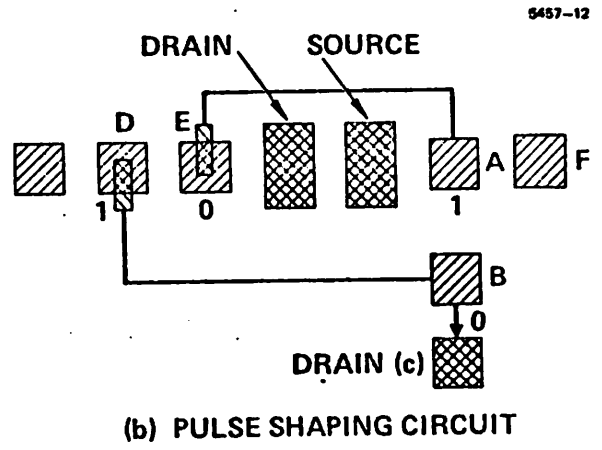 5457-12
DRAIN SOURCE
D E
A F
1 0 1
B
0
DRAIN (c)
(b) PULSE SHAPING CIRCUIT